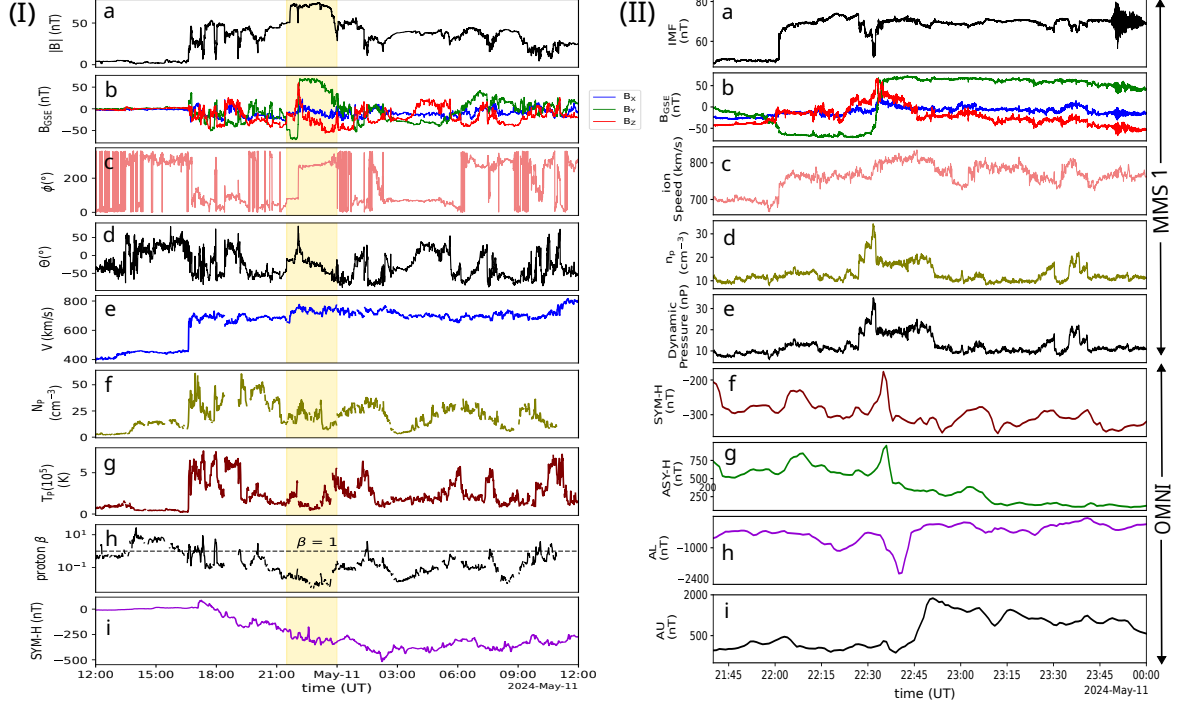 (I)
a
|B| (nT)
50
0
b
B_GSE (nT)
50
0
−50
B_X
B_Y
B_Z
c
ϕ(°)
200
0
d
Θ(°)
50
0
−50
e
V (km/s)
800
600
400
f
N_P
(cm⁻³)
50
25
0
g
T_P(10⁵)
(K)
5
0
h
proton β
10¹
10⁻¹
β = 1
i
SYM-H (nT)
0
−250
−500
12:00 15:00 18:00 21:00 May-11 03:00 06:00 09:00 12:00
time (UT)
2024-May-11
(II)
a
IMF
(nT)
80
60
b
B_GSE
(nT)
50
0
−50
c
ion
Speed (km/s)
800
700
d
n_p
(cm⁻³)
30
20
10
e
Dynamic
Pressure (nP)
30
20
10
f
SYM-H
(nT)
−200
−300
g
ASY-H
(nT)
750
500
200
250
h
AL
(nT)
−1000
−2400
i
AU
(nT)
2000
500
21:45 22:00 22:15 22:30 22:45 23:00 23:15 23:30 23:45 00:00
time (UT)
2024-May-11
MMS 1
OMNI